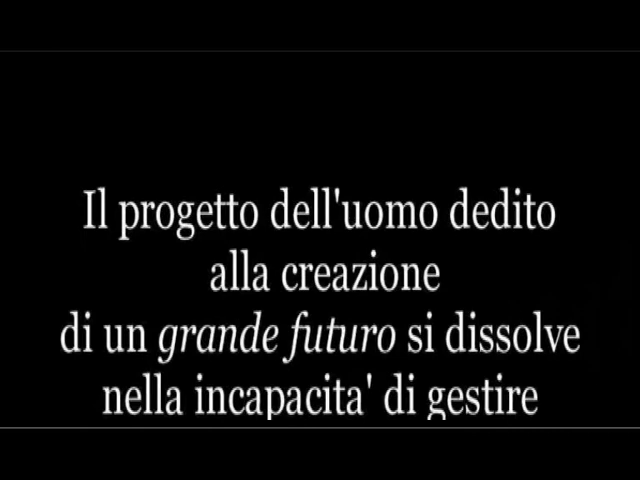 Il progetto dell'uomo dedito
alla creazione
di un grande futuro si dissolve
nella incapacita' di gestire